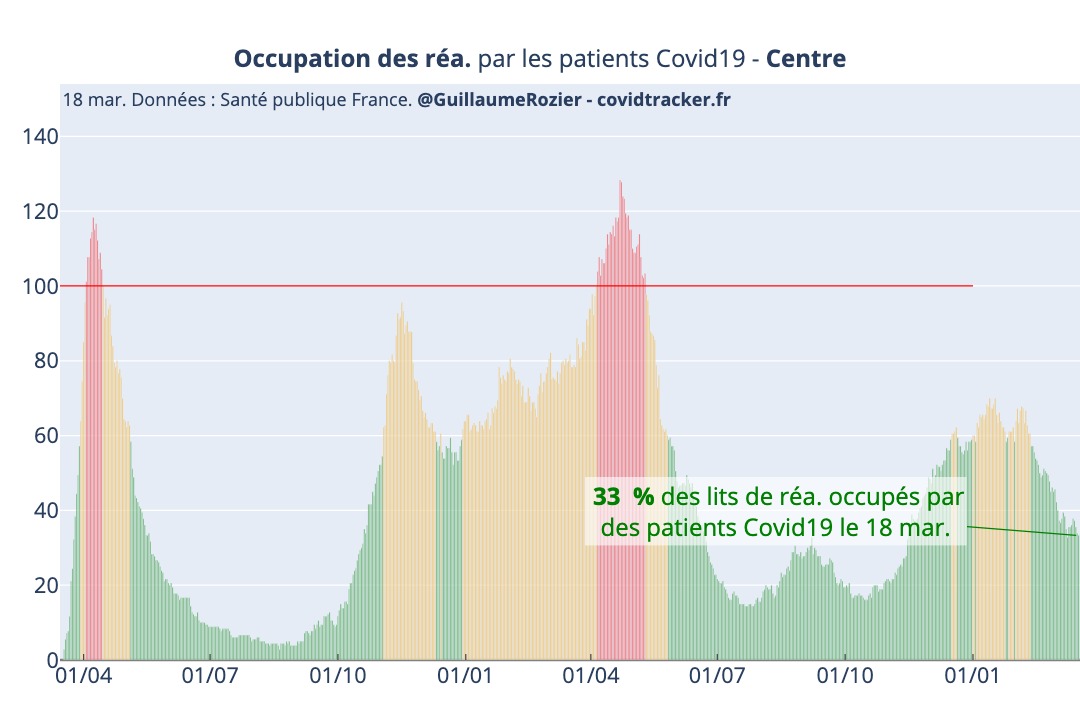 Occupation des réa. par les patients Covid19 - Centre
18 mar. Données : Santé publique France. @GuillaumeRozier - covidtracker.fr
140
120
100
80
60
40
20
0
33 % des lits de réa. occupés par
des patients Covid19 le 18 mar.
01/04 01/07 01/10 01/01 01/04 01/07 01/10 01/01